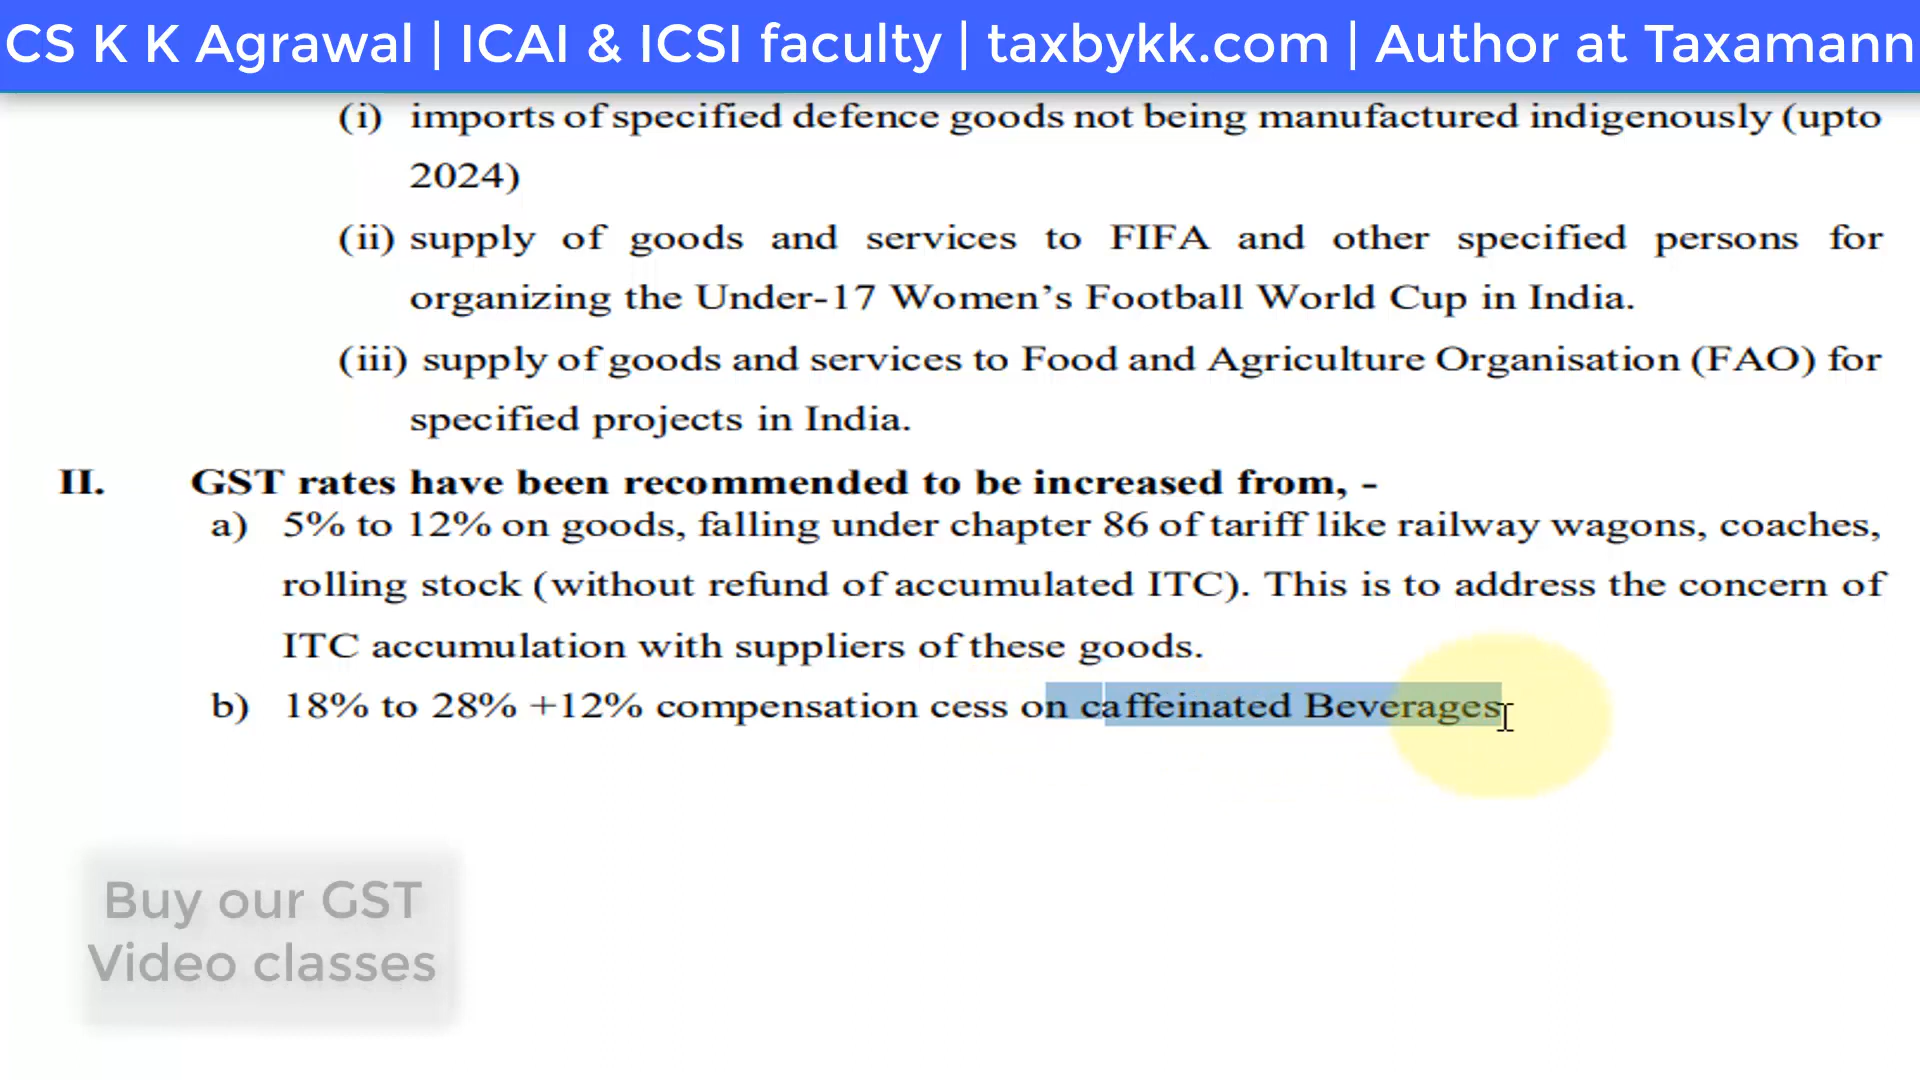 CS K K Agrawal | ICAI & ICSI faculty | taxbykk.com | Author at Taxamann
(i) imports of specified defence goods not being manufactured indigenously (upto
2024)
(ii) supply of goods and services to FIFA and other specified persons for
organizing the Under-17 Women’s Football World Cup in India.
(iii) supply of goods and services to Food and Agriculture Organisation (FAO) for
specified projects in India.
II. GST rates have been recommended to be increased from, -
a) 5% to 12% on goods, falling under chapter 86 of tariff like railway wagons, coaches,
rolling stock (without refund of accumulated ITC). This is to address the concern of
ITC accumulation with suppliers of these goods.
b) 18% to 28% +12% compensation cess on caffeinated Beverages
Buy our GST
Video classes